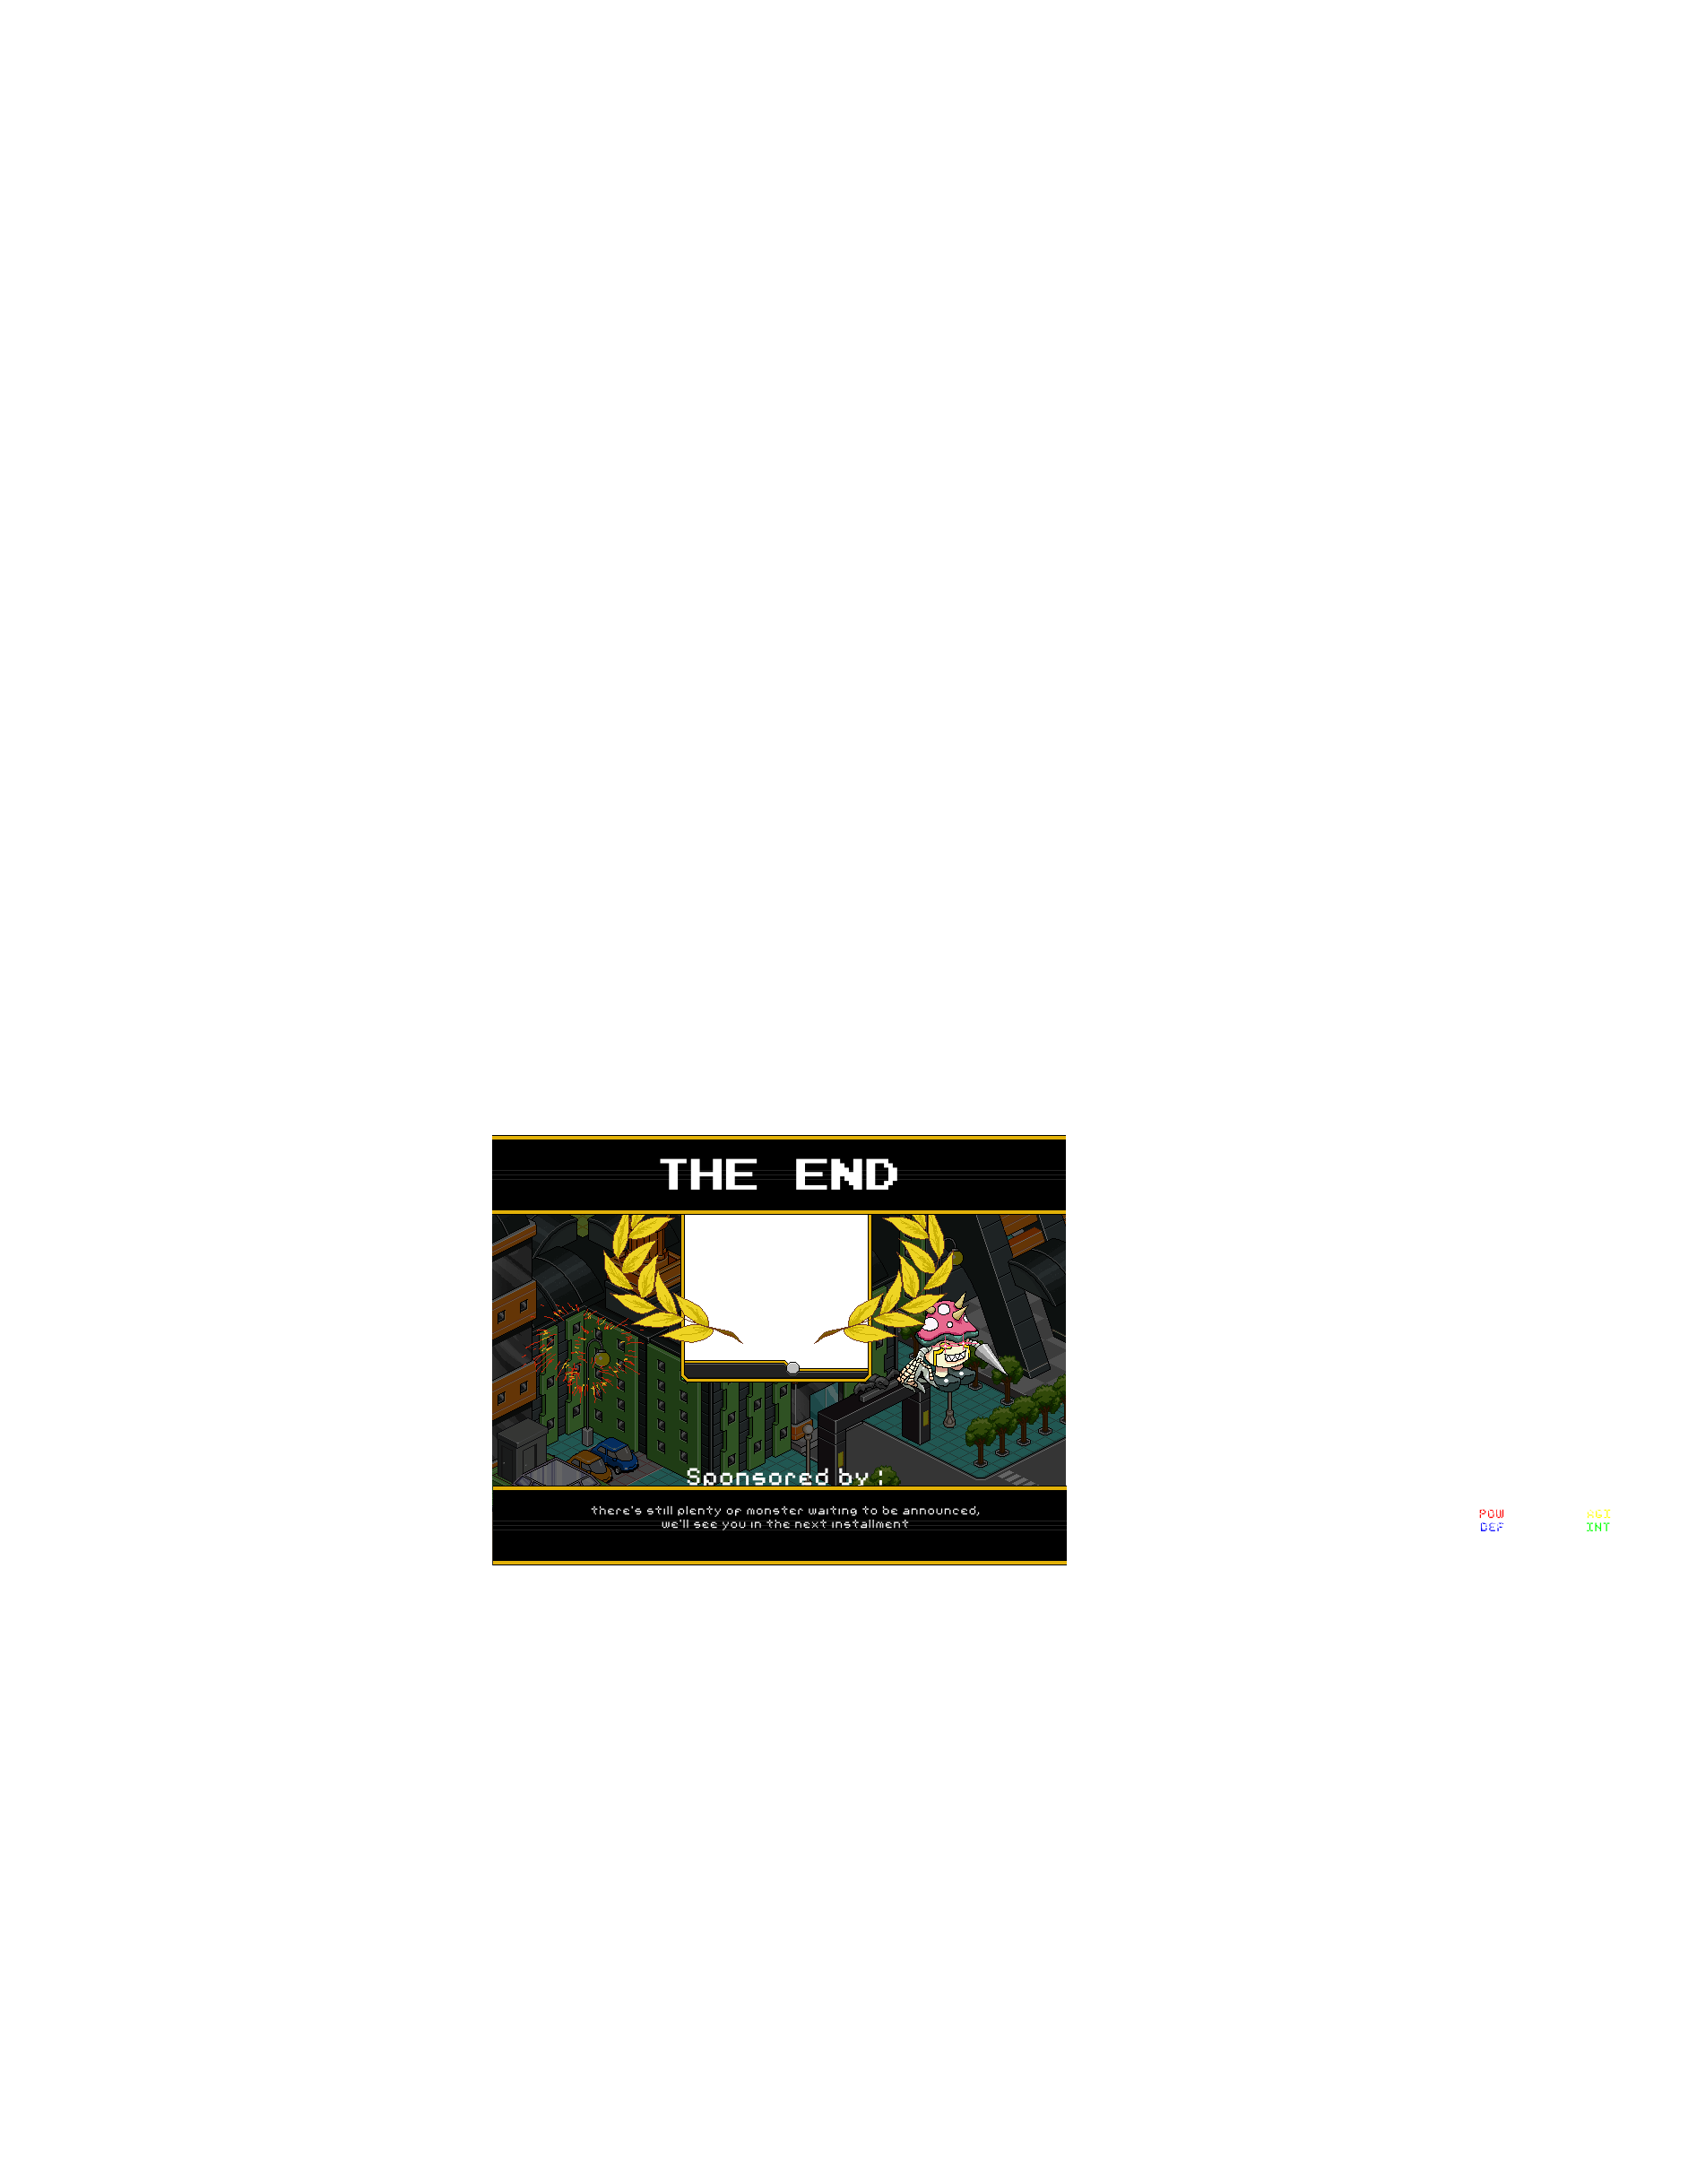 THE END
Sponsored by :
there's still plenty of monster waiting to be announced,
we'll see you in the next installment
POW AGI
DEF INT